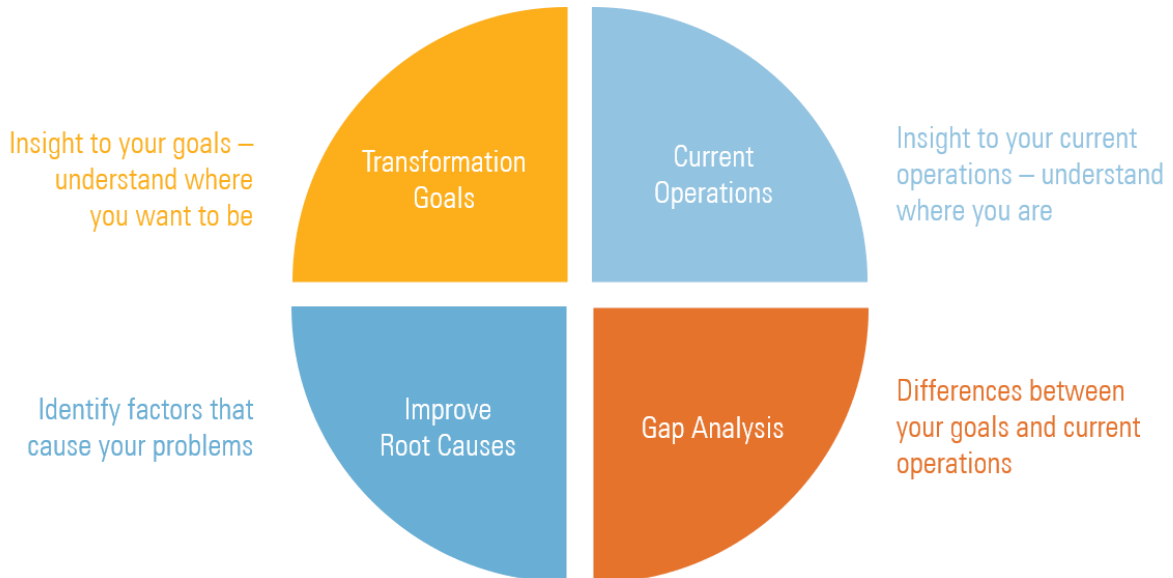 Insight to your goals –
understand where
you want to be
Transformation
Goals
Current
Operations
Insight to your current
operations – understand
where you are
Identify factors that
cause your problems
Improve
Root Causes
Gap Analysis
Differences between
your goals and current
operations